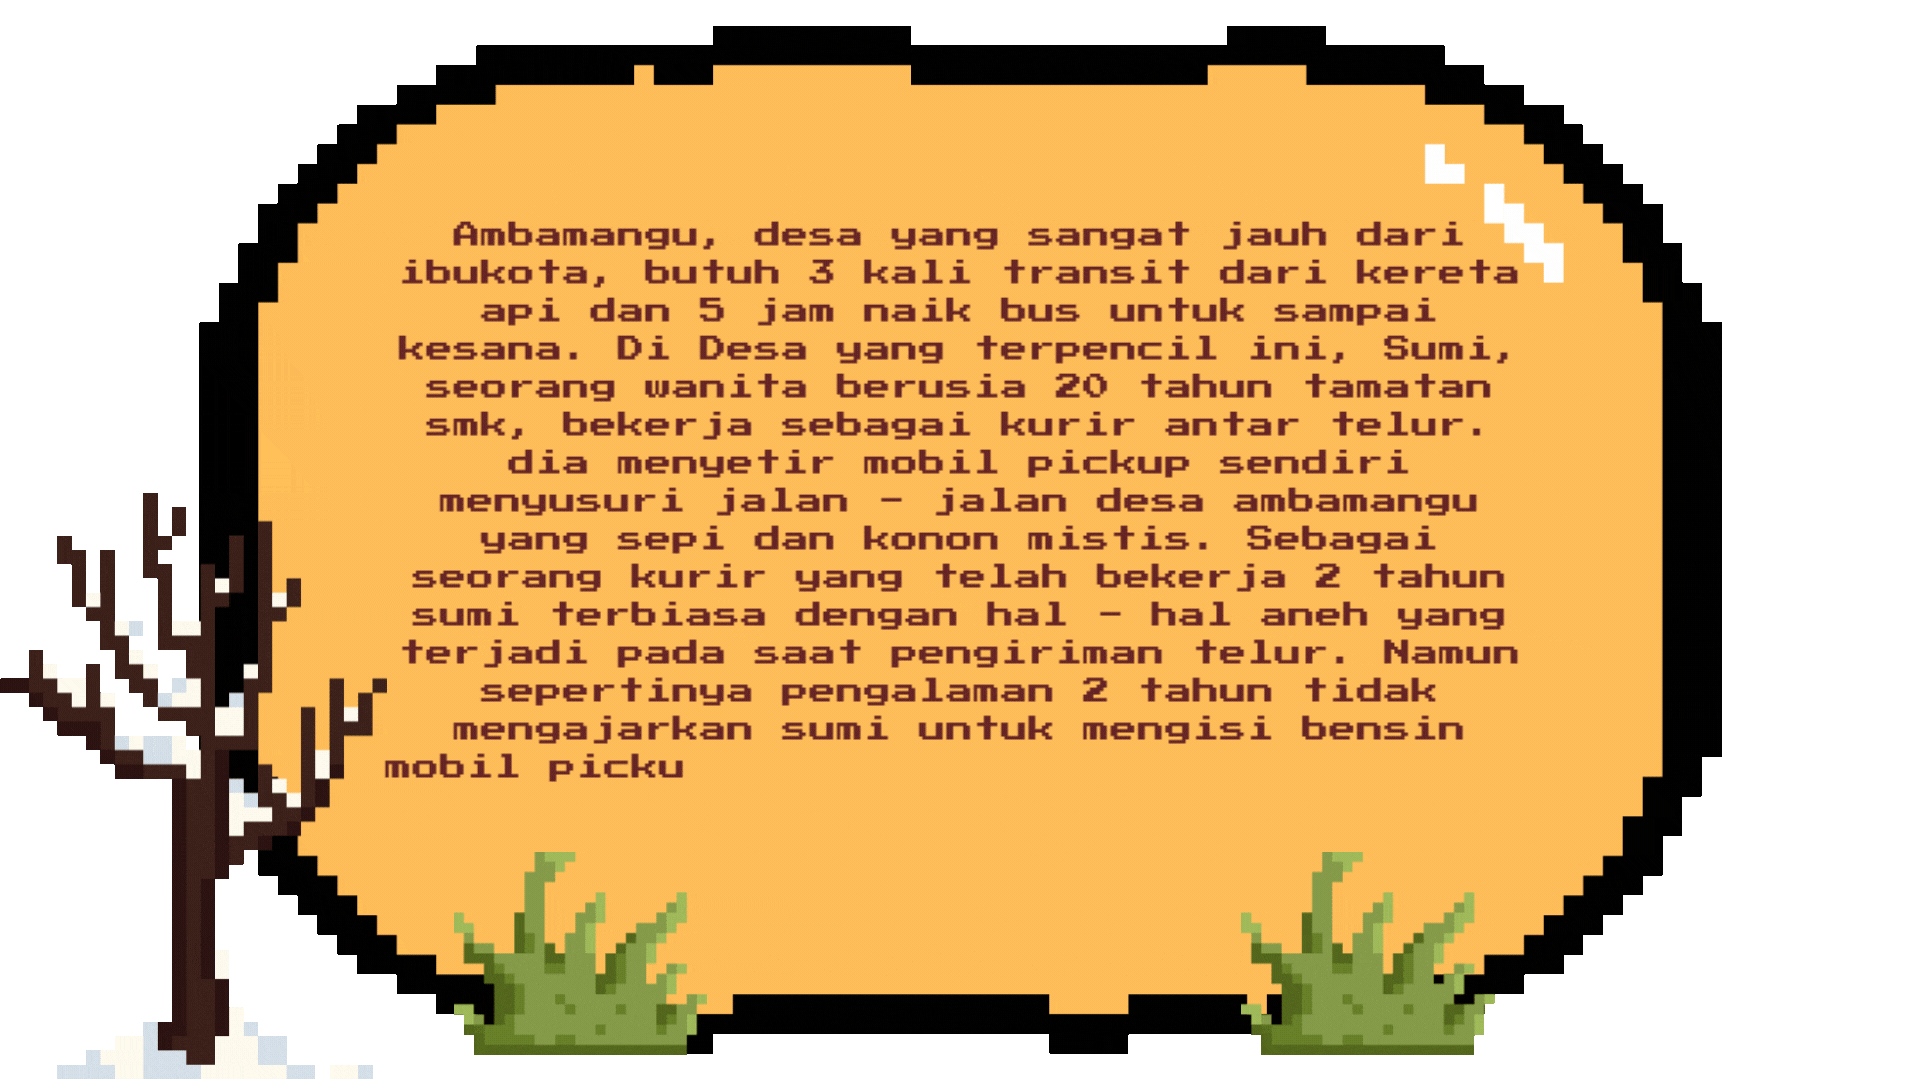 Ambamangu, desa yang sangat jauh dari
ibukota, butuh 3 kali transit dari kereta
api dan 5 jam naik bus untuk sampai
kesana. Di Desa yang terpencil ini, Sumi,
seorang wanita berusia 20 tahun tamatan
smk, bekerja sebagai kurir antar telur.
dia menyetir mobil pickup sendiri
menyusuri jalan - jalan desa ambamangu
yang sepi dan konon mistis. Sebagai
seorang kurir yang telah bekerja 2 tahun
sumi terbiasa dengan hal - hal aneh yang
terjadi pada saat pengiriman telur. Namun
sepertinya pengalaman 2 tahun tidak
mengajarkan sumi untuk mengisi bensin
mobil picku